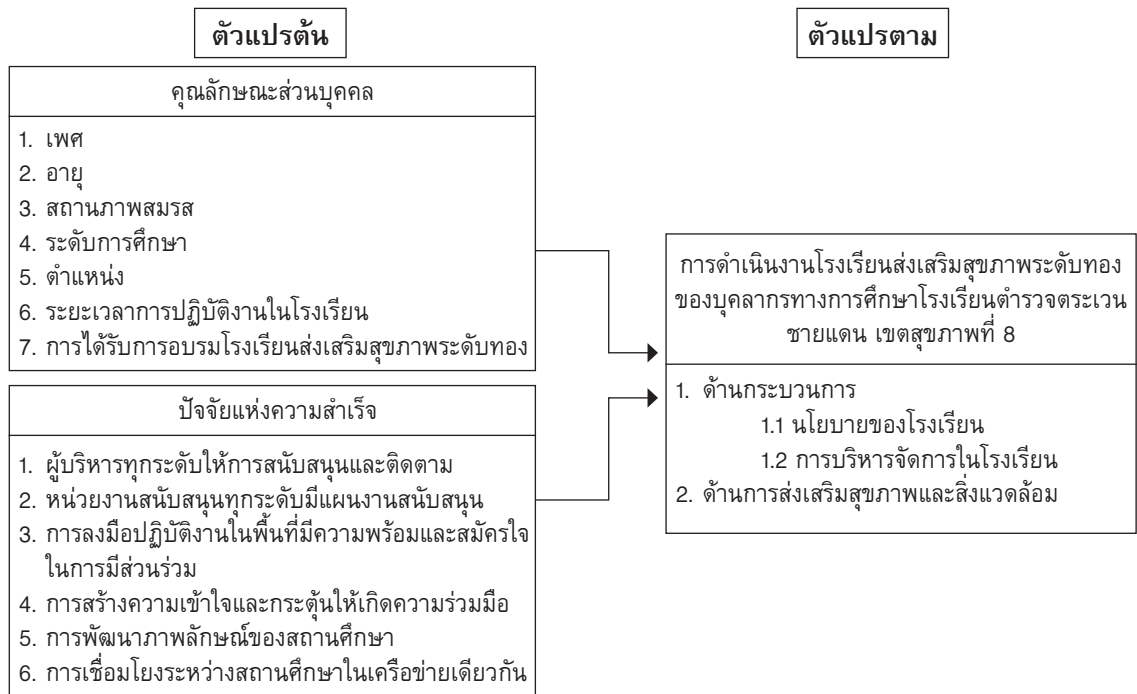 ตัวแปรต้น
ตัวแปรตาม
คุณลักษณะส่วนบุคคล
1. เพศ
2. อายุ
3. สถานภาพสมรส
4. ระดับการศึกษา
5. ตำแหน่ง
6. ระยะเวลาการปฏิบัติงานในโรงเรียน
7. การได้รับการอบรมโรงเรียนส่งเสริมสุขภาพระดับทอง
ปัจจัยแห่งความสำเร็จ
1. ผู้บริหารทุกระดับให้การสนับสนุนและติดตาม
2. หน่วยงานสนับสนุนทุกระดับมีแผนงานสนับสนุน
3. การลงมือปฏิบัติงานในพื้นที่มีความพร้อมและสมัครใจ
ในการมีส่วนร่วม
4. การสร้างความเข้าใจและกระตุ้นให้เกิดความร่วมมือ
5. การพัฒนาภาพลักษณ์ของสถานศึกษา
6. การเชื่อมโยงระหว่างสถานศึกษาในเครือข่ายเดียวกัน
การดำเนินงานโรงเรียนส่งเสริมสุขภาพระดับทอง
ของบุคลากรทางการศึกษาโรงเรียนตำรวจตระเวน
ชายแดน เขตสุขภาพที่ 8
1. ด้านกระบวนการ
1.1 นโยบายของโรงเรียน
1.2 การบริหารจัดการในโรงเรียน
2. ด้านการส่งเสริมสุขภาพและสิ่งแวดล้อม